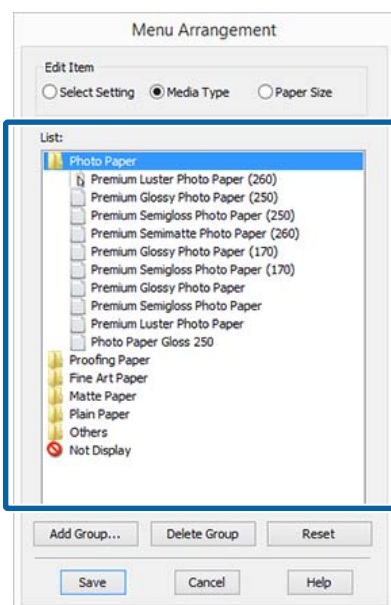 Menu Arrangement
Edit Item
Select Setting Media Type Paper Size
List:
Photo Paper
Premium Luster Photo Paper (260)
Premium Glossy Photo Paper (250)
Premium Semigloss Photo Paper (250)
Premium Semimatte Photo Paper (260)
Premium Glossy Photo Paper (170)
Premium Semigloss Photo Paper (170)
Premium Glossy Photo Paper
Premium Semigloss Photo Paper
Premium Luster Photo Paper
Photo Paper Gloss 250
Proofing Paper
Fine Art Paper
Matte Paper
Plain Paper
Others
Not Display
Add Group... Delete Group Reset
Save Cancel Help